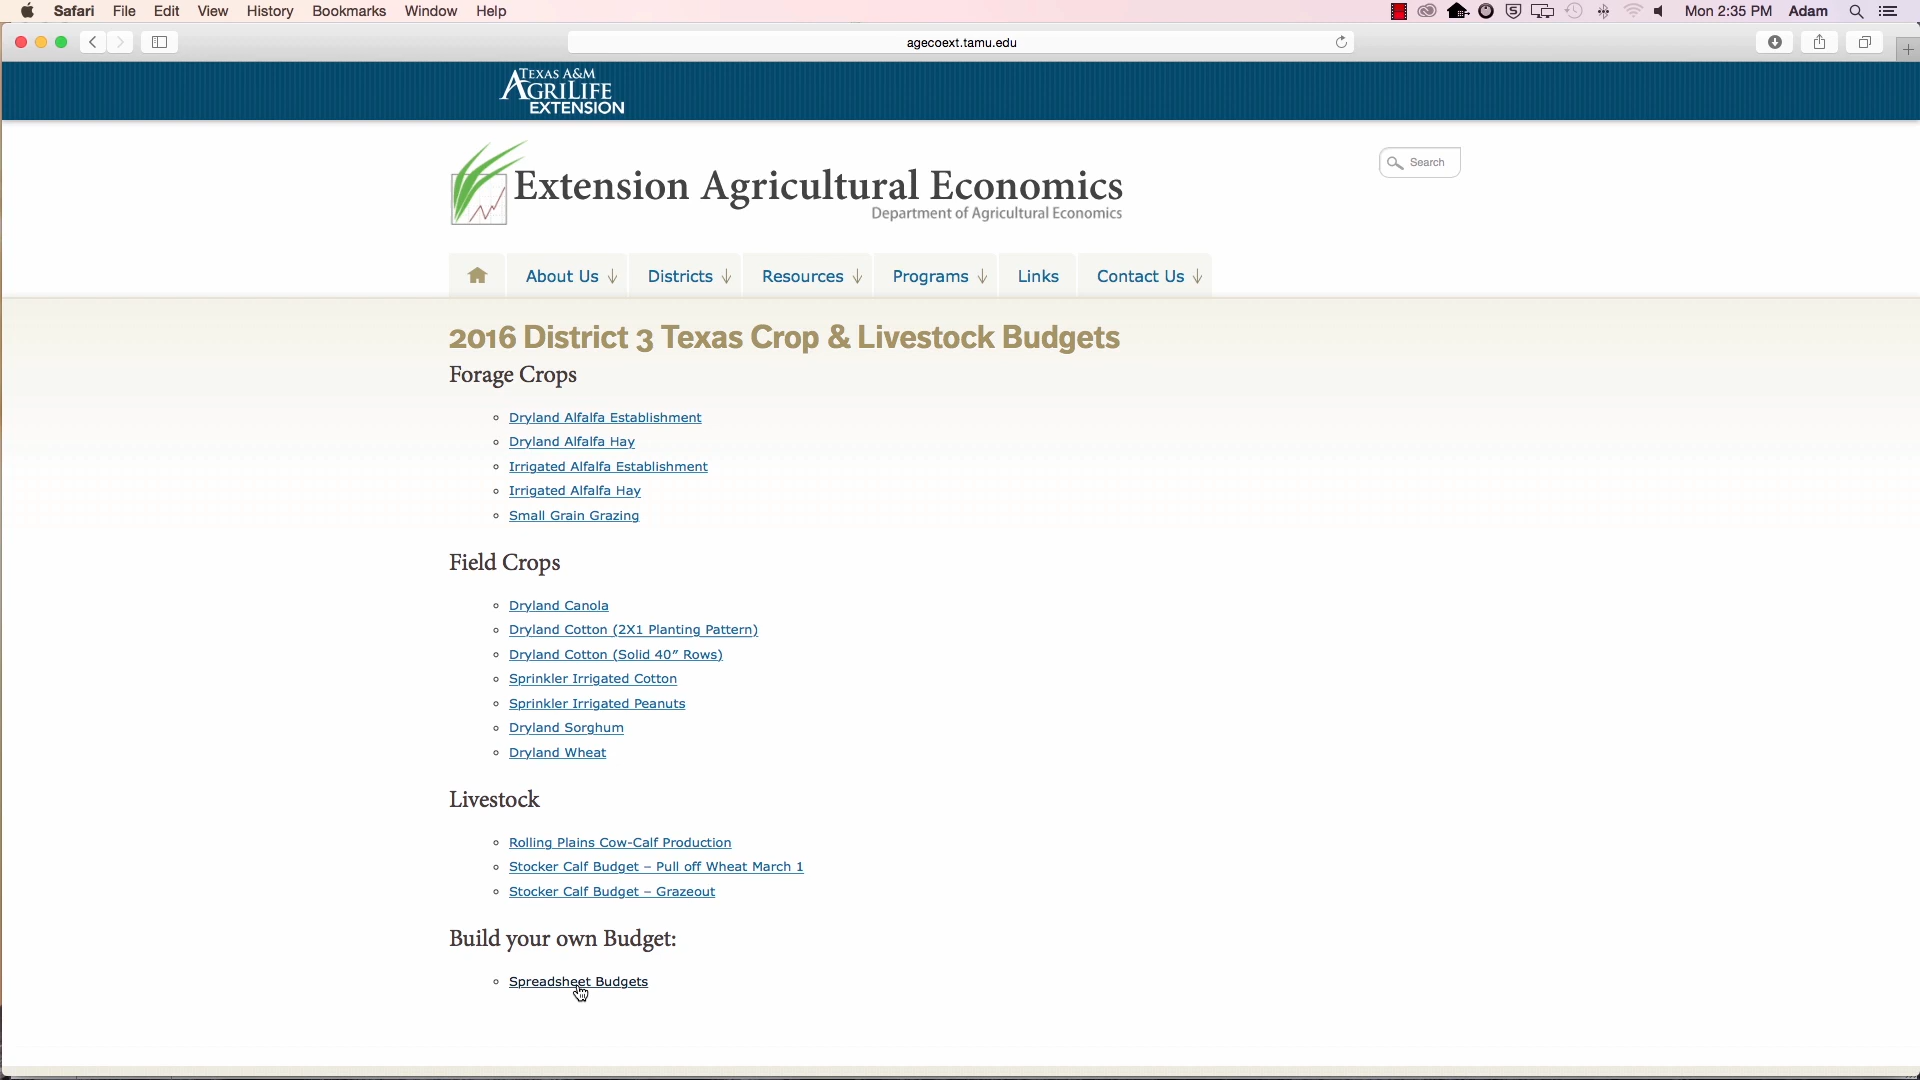 Safari File Edit View History Bookmarks Window Help Mon 2:35 PM Adam
agecoext.tamu.edu
TEXAS A&M
AGRILIFE
EXTENSION
Extension Agricultural Economics
Department of Agricultural Economics
Search
About Us Districts Resources Programs Links Contact Us
2016 District 3 Texas Crop & Livestock Budgets
Forage Crops
Dryland Alfalfa Establishment
Dryland Alfalfa Hay
Irrigated Alfalfa Establishment
Irrigated Alfalfa Hay
Small Grain Grazing
Field Crops
Dryland Canola
Dryland Cotton (2X1 Planting Pattern)
Dryland Cotton (Solid 40″ Rows)
Sprinkler Irrigated Cotton
Sprinkler Irrigated Peanuts
Dryland Sorghum
Dryland Wheat
Livestock
Rolling Plains Cow-Calf Production
Stocker Calf Budget – Pull off Wheat March 1
Stocker Calf Budget – Grazeout
Build your own Budget:
Spreadsheet Budgets